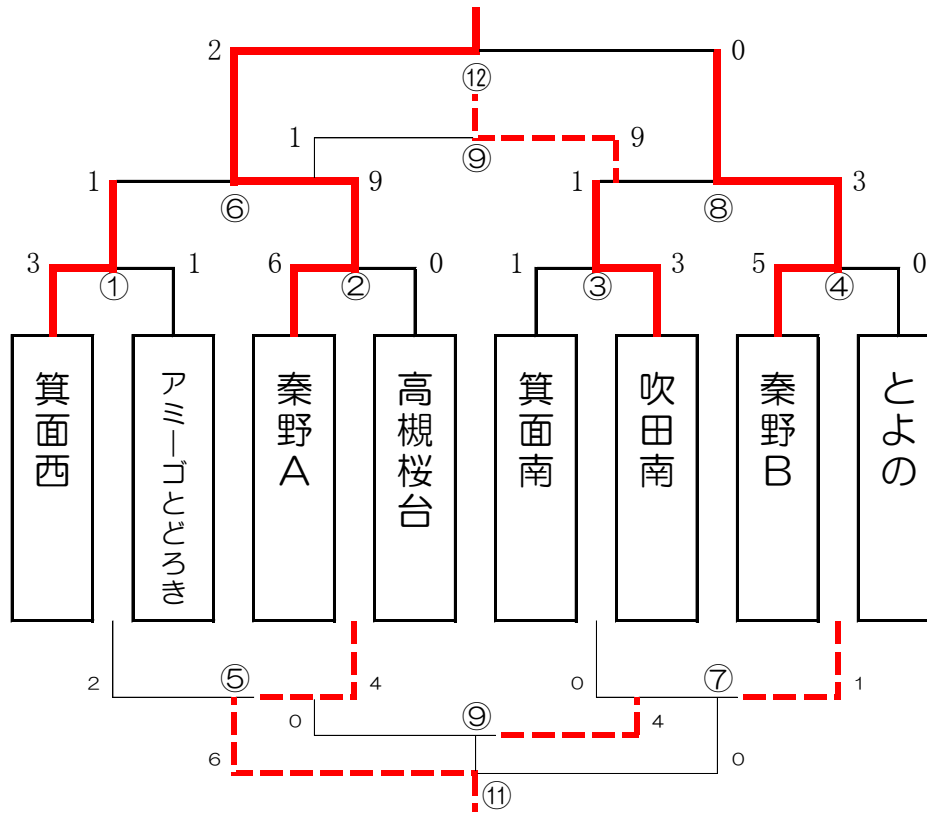 2 0
⑫
1 ⑨ 9
1 ⑥ 9 1 ⑧ 3
3 ① 1 6 ② 0 1 ③ 3 5 ④ 0
箕面西
アミーゴとどろき
秦野A
高槻桜台
箕面南
吹田南
秦野B
とよの
2 ⑤ 4 0 ⑦ 1
0 ⑨ 4
6 ⑪ 0